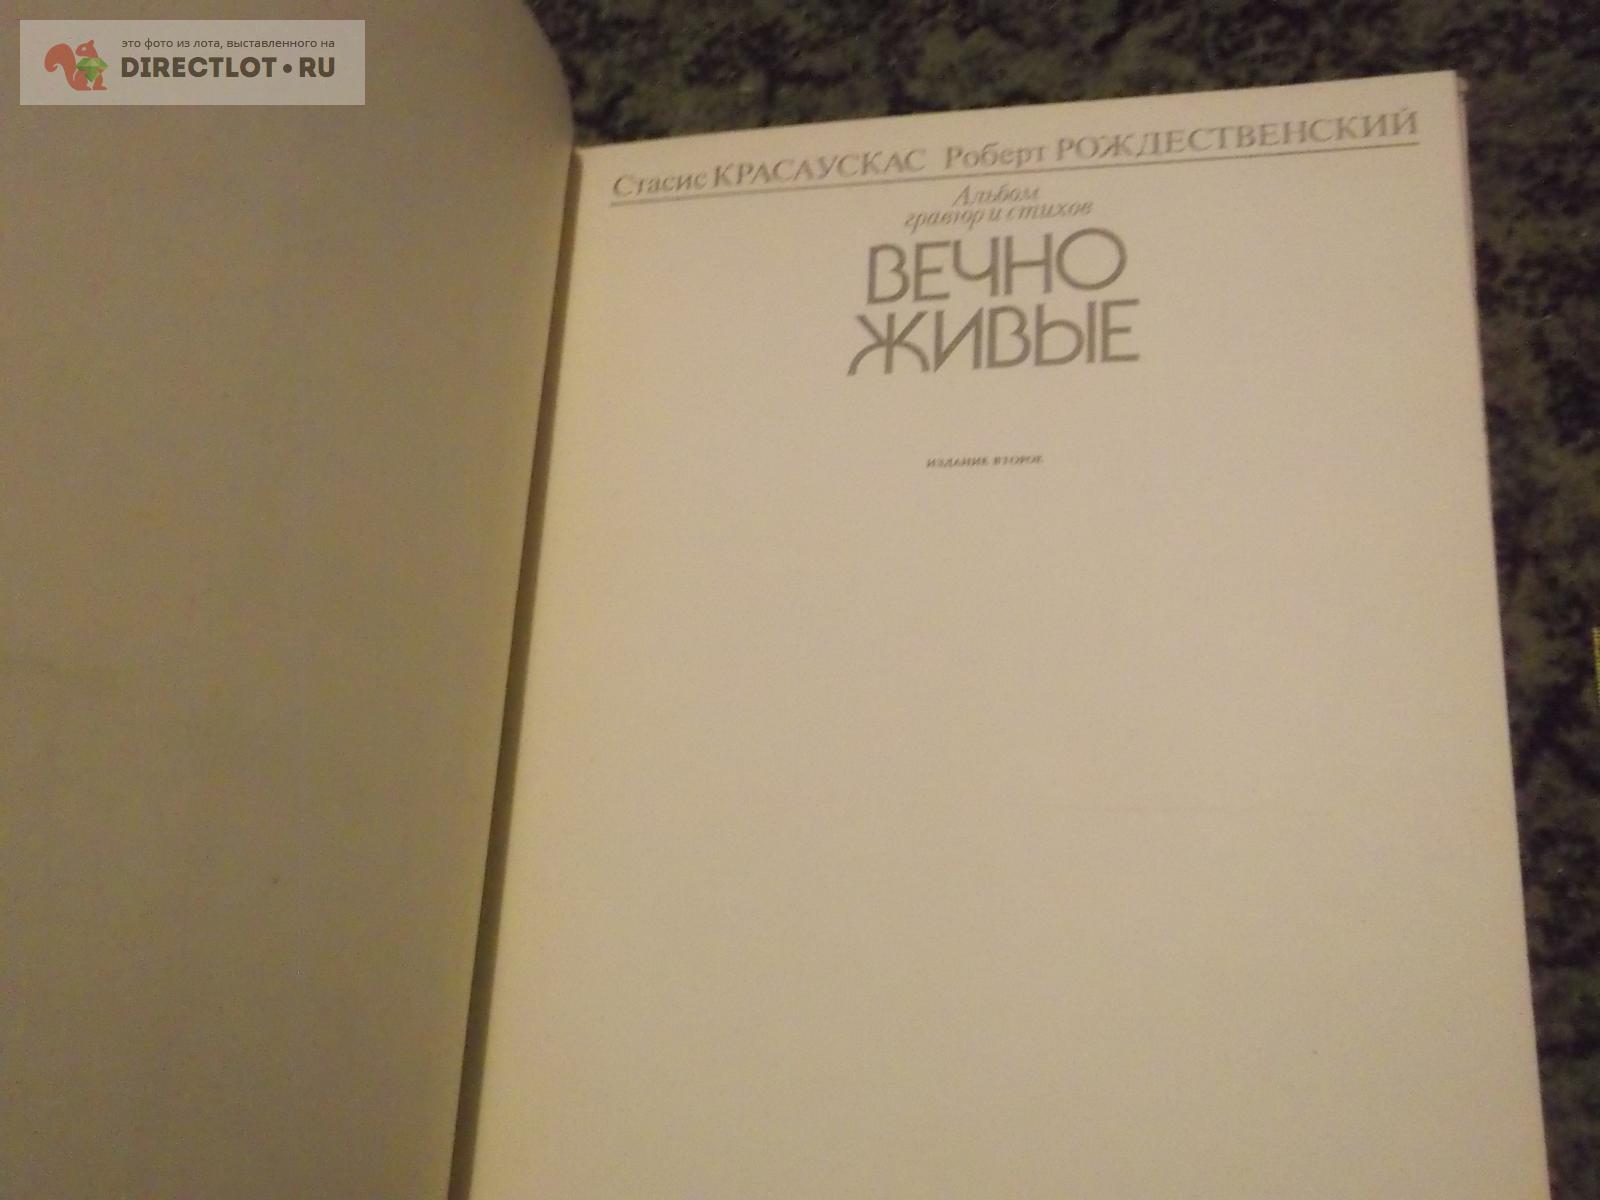 это фото из лота, выставленного на
DIRECTLOT•RU
Стасис КРАСАУСКАС Роберт РОЖДЕСТВЕНСКИЙ
Альбом
гравюр и стихов
ВЕЧНО
ЖИВЫЕ
ИЗДАНИЕ ВТОРОЕ